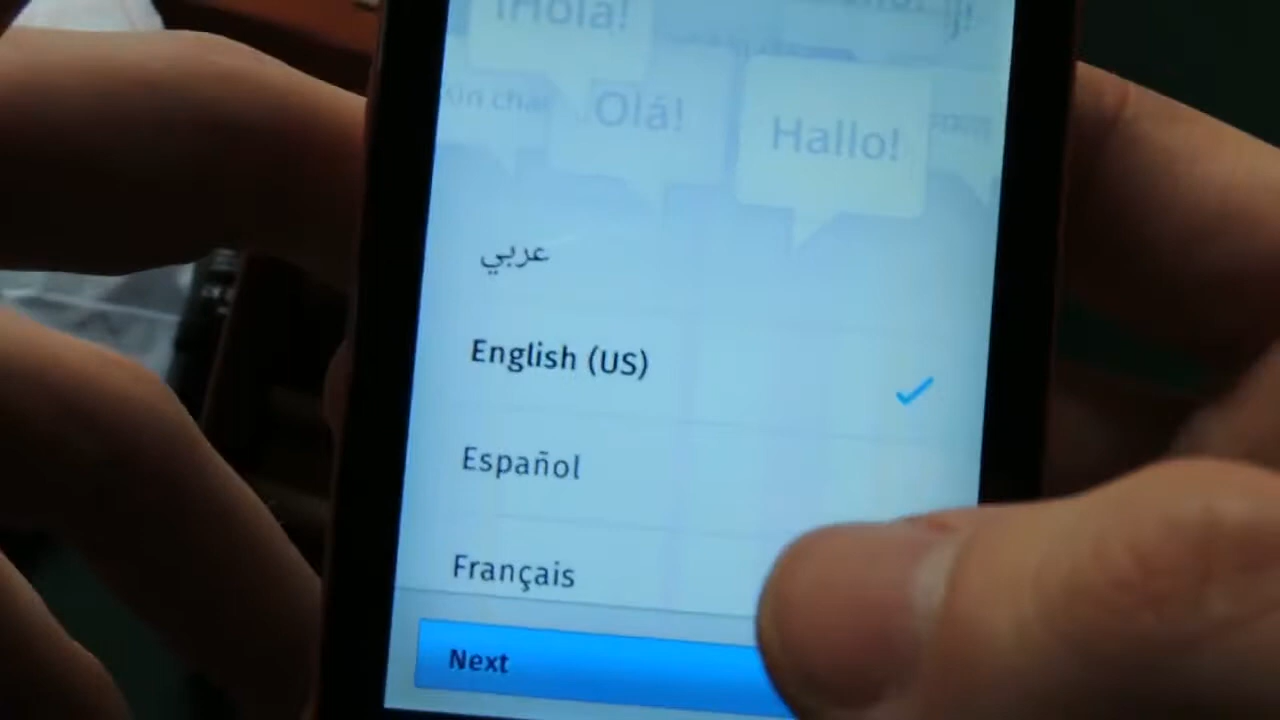 ¡Hola!
Olá!
Hallo!
عربي
English (US)
Español
Français
Next